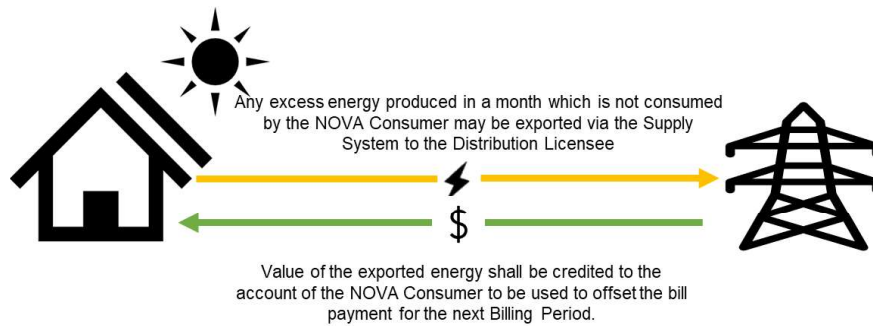 Any excess energy produced in a month which is not consumed
by the NOVA Consumer may be exported via the Supply
System to the Distribution Licensee
$
Value of the exported energy shall be credited to the
account of the NOVA Consumer to be used to offset the bill
payment for the next Billing Period.